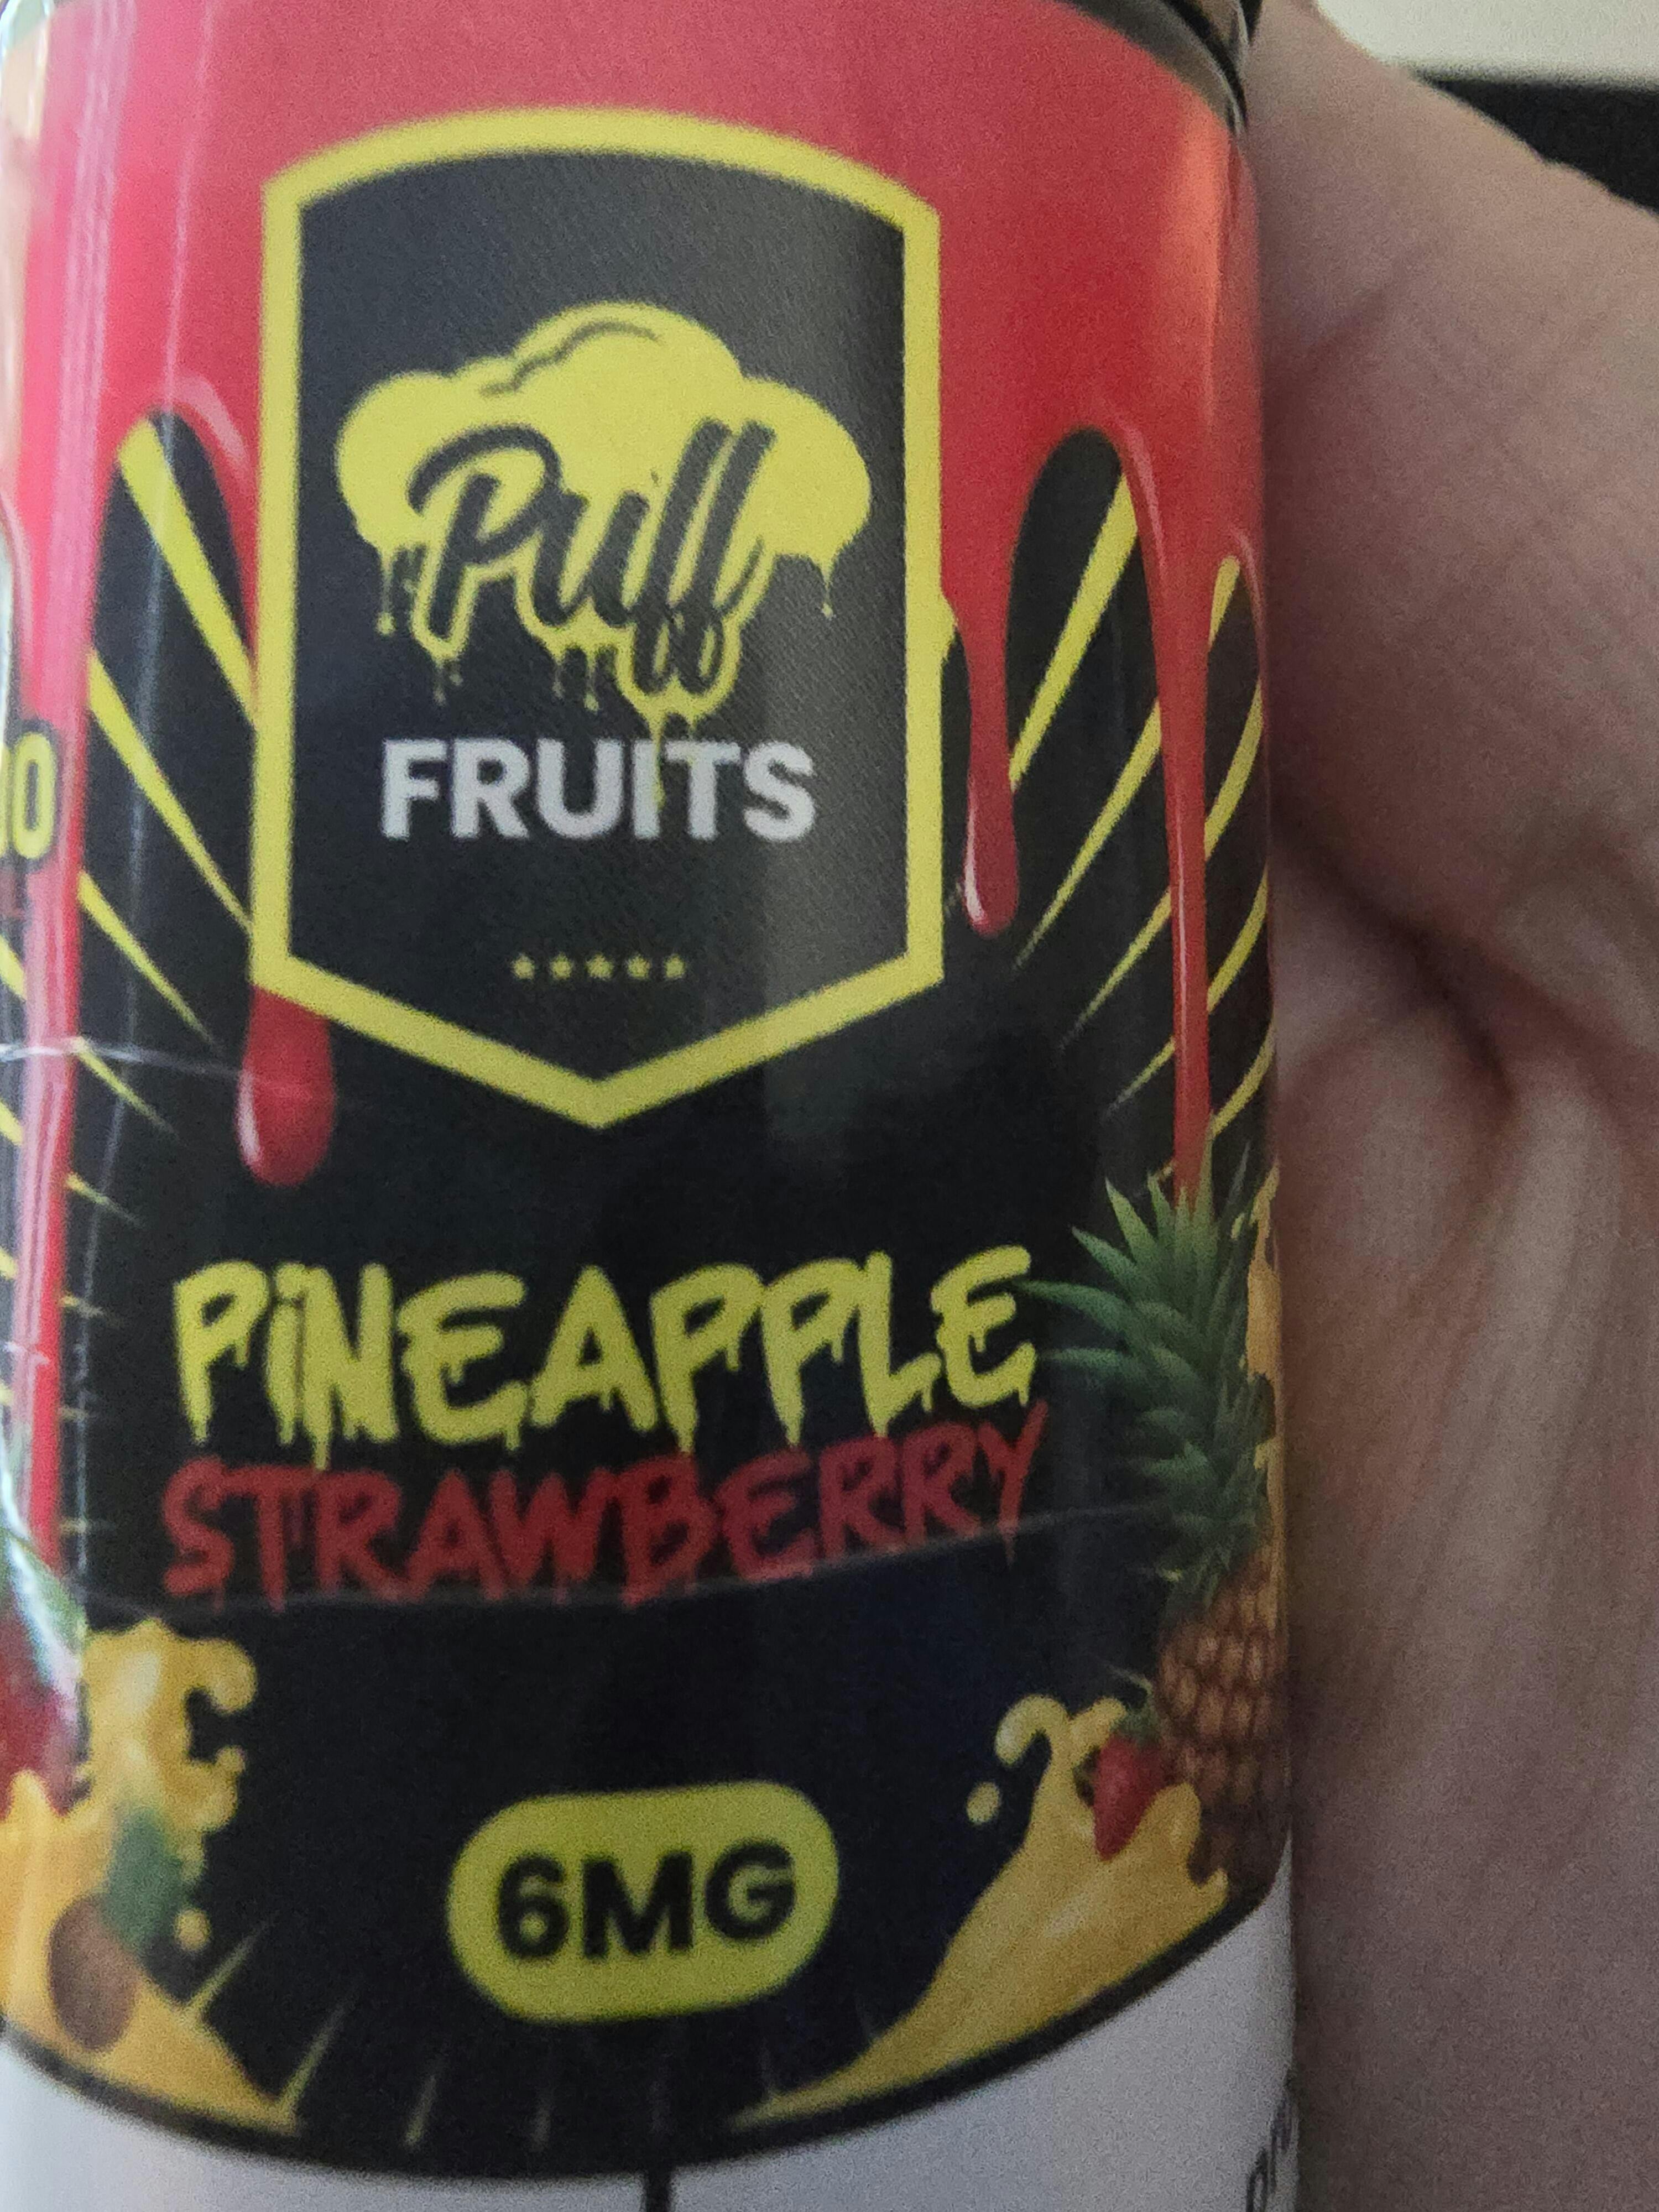 Puff
FRUITS
PiNEAPPLE
STRAWBERRY
6MG